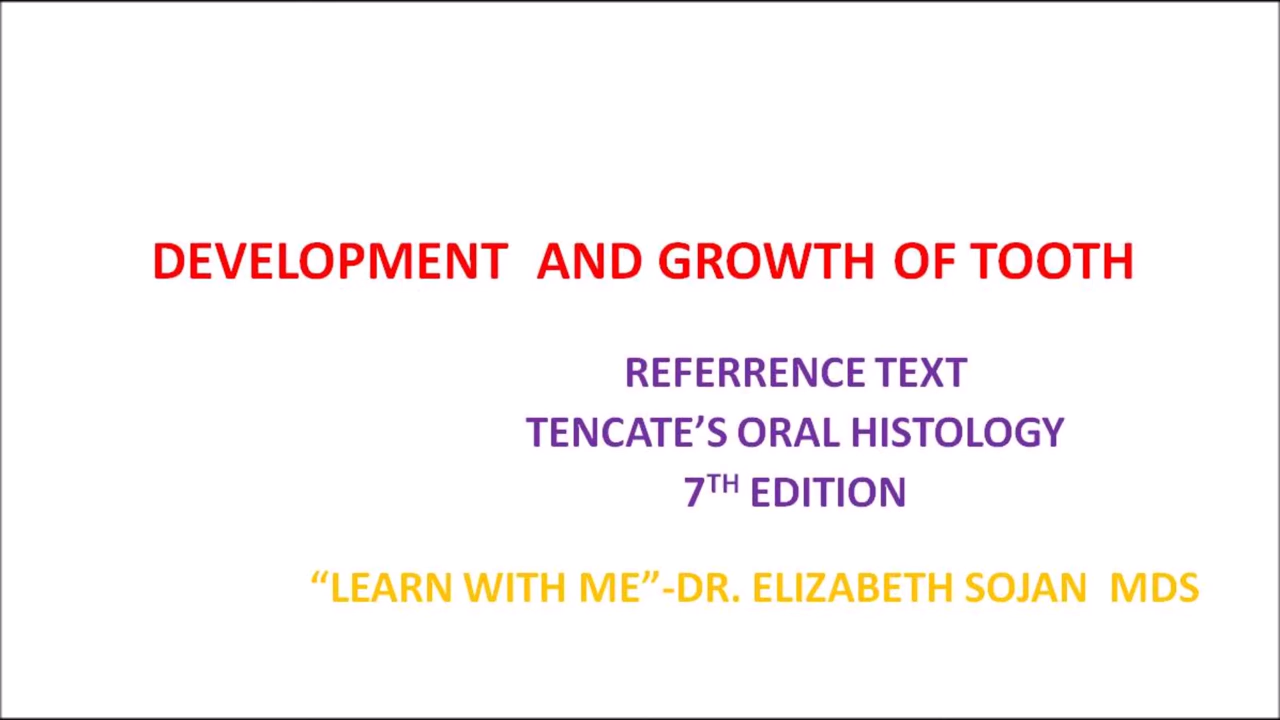 DEVELOPMENT AND GROWTH OF TOOTH
REFERRENCE TEXT
TENCATE’S ORAL HISTOLOGY
7TH EDITION
“LEARN WITH ME”-DR. ELIZABETH SOJAN MDS